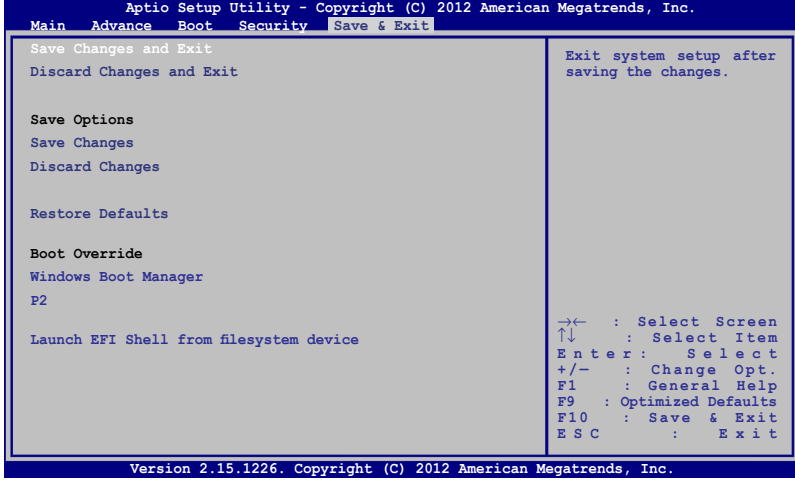 Aptio Setup Utility - Copyright (C) 2012 American Megatrends, Inc.
Main Advance Boot Security Save & Exit
Save Changes and Exit
Discard Changes and Exit
Save Options
Save Changes
Discard Changes
Restore Defaults
Boot Override
Windows Boot Manager
P2
Launch EFI Shell from filesystem device
Exit system setup after
saving the changes.
→← : Select Screen
↑↓ : Select Item
Enter: Select
+/− : Change Opt.
F1 : General Help
F9 : Optimized Defaults
F10 : Save & Exit
ESC : Exit
Version 2.15.1226. Copyright (C) 2012 American Megatrends, Inc.